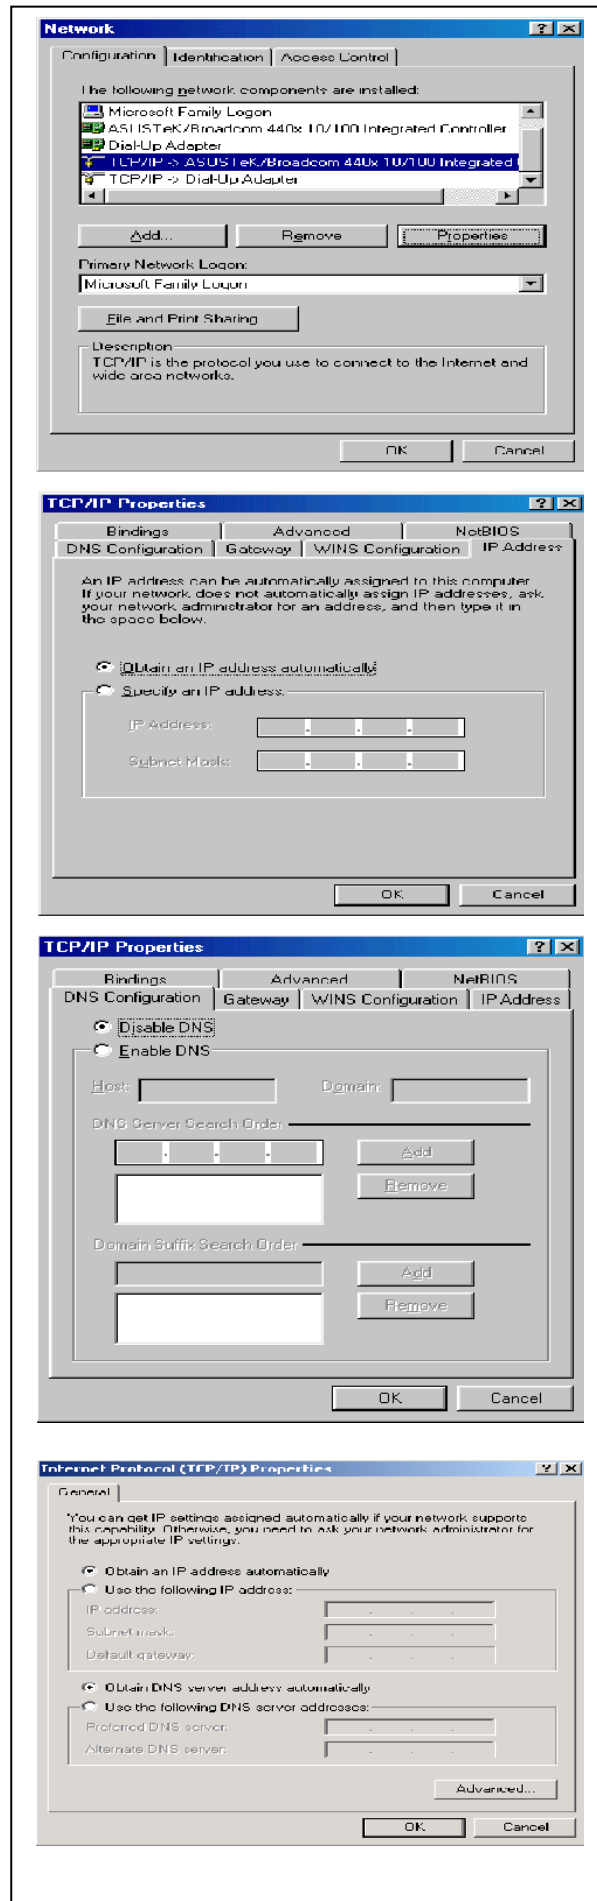 Network
Configuration Identification Access Control
The following network components are installed:
Microsoft Family Logon
ASUSTeK/Broadcom 440x 10/100 Integrated Controller
Dial-Up Adapter
TCP/IP -> ASUSTeK/Broadcom 440x 10/100 Integrated
TCP/IP -> Dial-Up Adapter
Add... Remove Properties
Primary Network Logon:
Microsoft Family Logon
File and Print Sharing
Description
TCP/IP is the protocol you use to connect to the Internet and
wide area networks.
OK Cancel
TCP/IP Properties
Bindings Advanced NetBIOS
DNS Configuration Gateway WINS Configuration IP Address
An IP address can be automatically assigned to this computer.
If your network does not automatically assign IP addresses, ask
your network administrator for an address, and then type it in
the space below.
Obtain an IP address automatically
Specify an IP address:
IP Address:
Subnet Mask:
OK Cancel
TCP/IP Properties
Bindings Advanced NetBIOS
DNS Configuration Gateway WINS Configuration IP Address
Disable DNS
Enable DNS
Host: Domain:
DNS Server Search Order
Add
Remove
Domain Suffix Search Order
Add
Remove
OK Cancel
Internet Protocol (TCP/IP) Properties
General
You can get IP settings assigned automatically if your network supports
this capability. Otherwise, you need to ask your network administrator for
the appropriate IP settings.
Obtain an IP address automatically
Use the following IP address:
IP address:
Subnet mask:
Default gateway:
Obtain DNS server address automatically
Use the following DNS server addresses:
Preferred DNS server:
Alternate DNS server:
Advanced...
OK Cancel